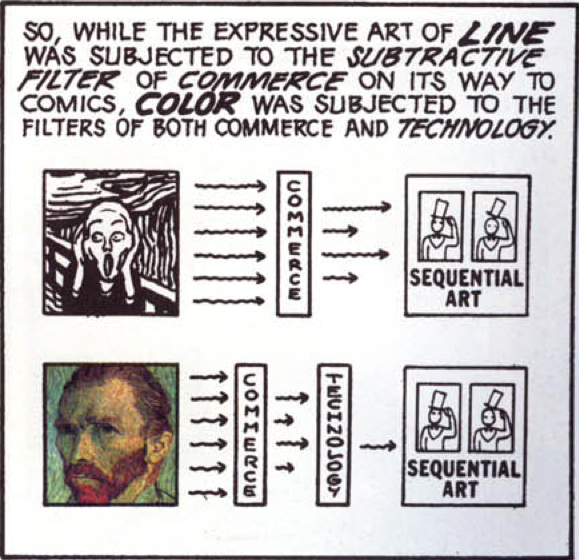 SO, WHILE THE EXPRESSIVE ART OF LINE
WAS SUBJECTED TO THE SUBTRACTIVE
FILTER OF COMMERCE ON ITS WAY TO
COMICS, COLOR WAS SUBJECTED TO THE
FILTERS OF BOTH COMMERCE AND TECHNOLOGY.
COMMERCE
SEQUENTIAL
ART
COMMERCE
TECHNOLOGY
SEQUENTIAL
ART